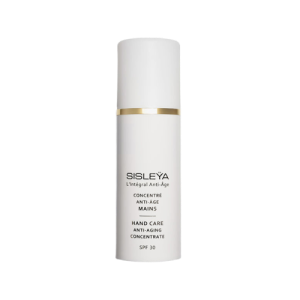 SISLEŸA
L'Intégral Anti-Âge
CONCENTRÉ
ANTI-ÂGE
MAINS
HAND CARE
ANTI-AGING
CONCENTRATE
SPF 30